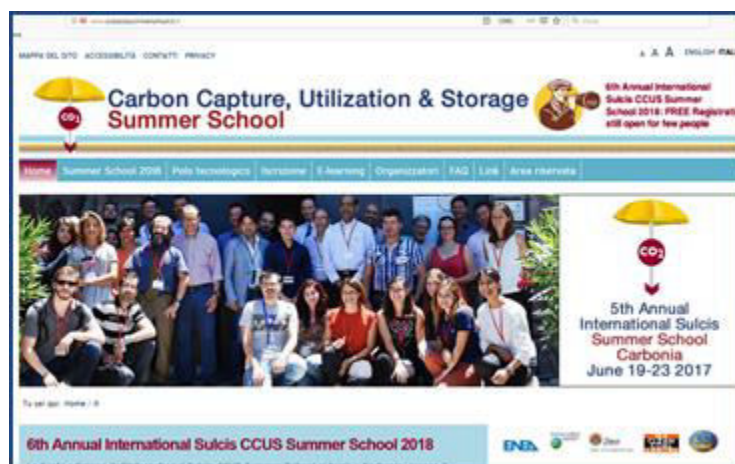 MAPPA DEL SITO ACCESSIBILITÀ CONTATTI PRIVACY
A A A ENGLISH ITAL
CO2
Carbon Capture, Utilization & Storage
Summer School
6th Annual International
Sulcis CCUS Summer
School 2018: FREE Registrati
still open for few people
Home Summer School 2018 Polo tecnologico Iscrizione E-learning Organizzatori FAQ Link Area riservata
CO2
5th Annual
International Sulcis
Summer School
Carbonia
June 19-23 2017
Tu sei qui: Home / It
6th Annual International Sulcis CCUS Summer School 2018
ENEA